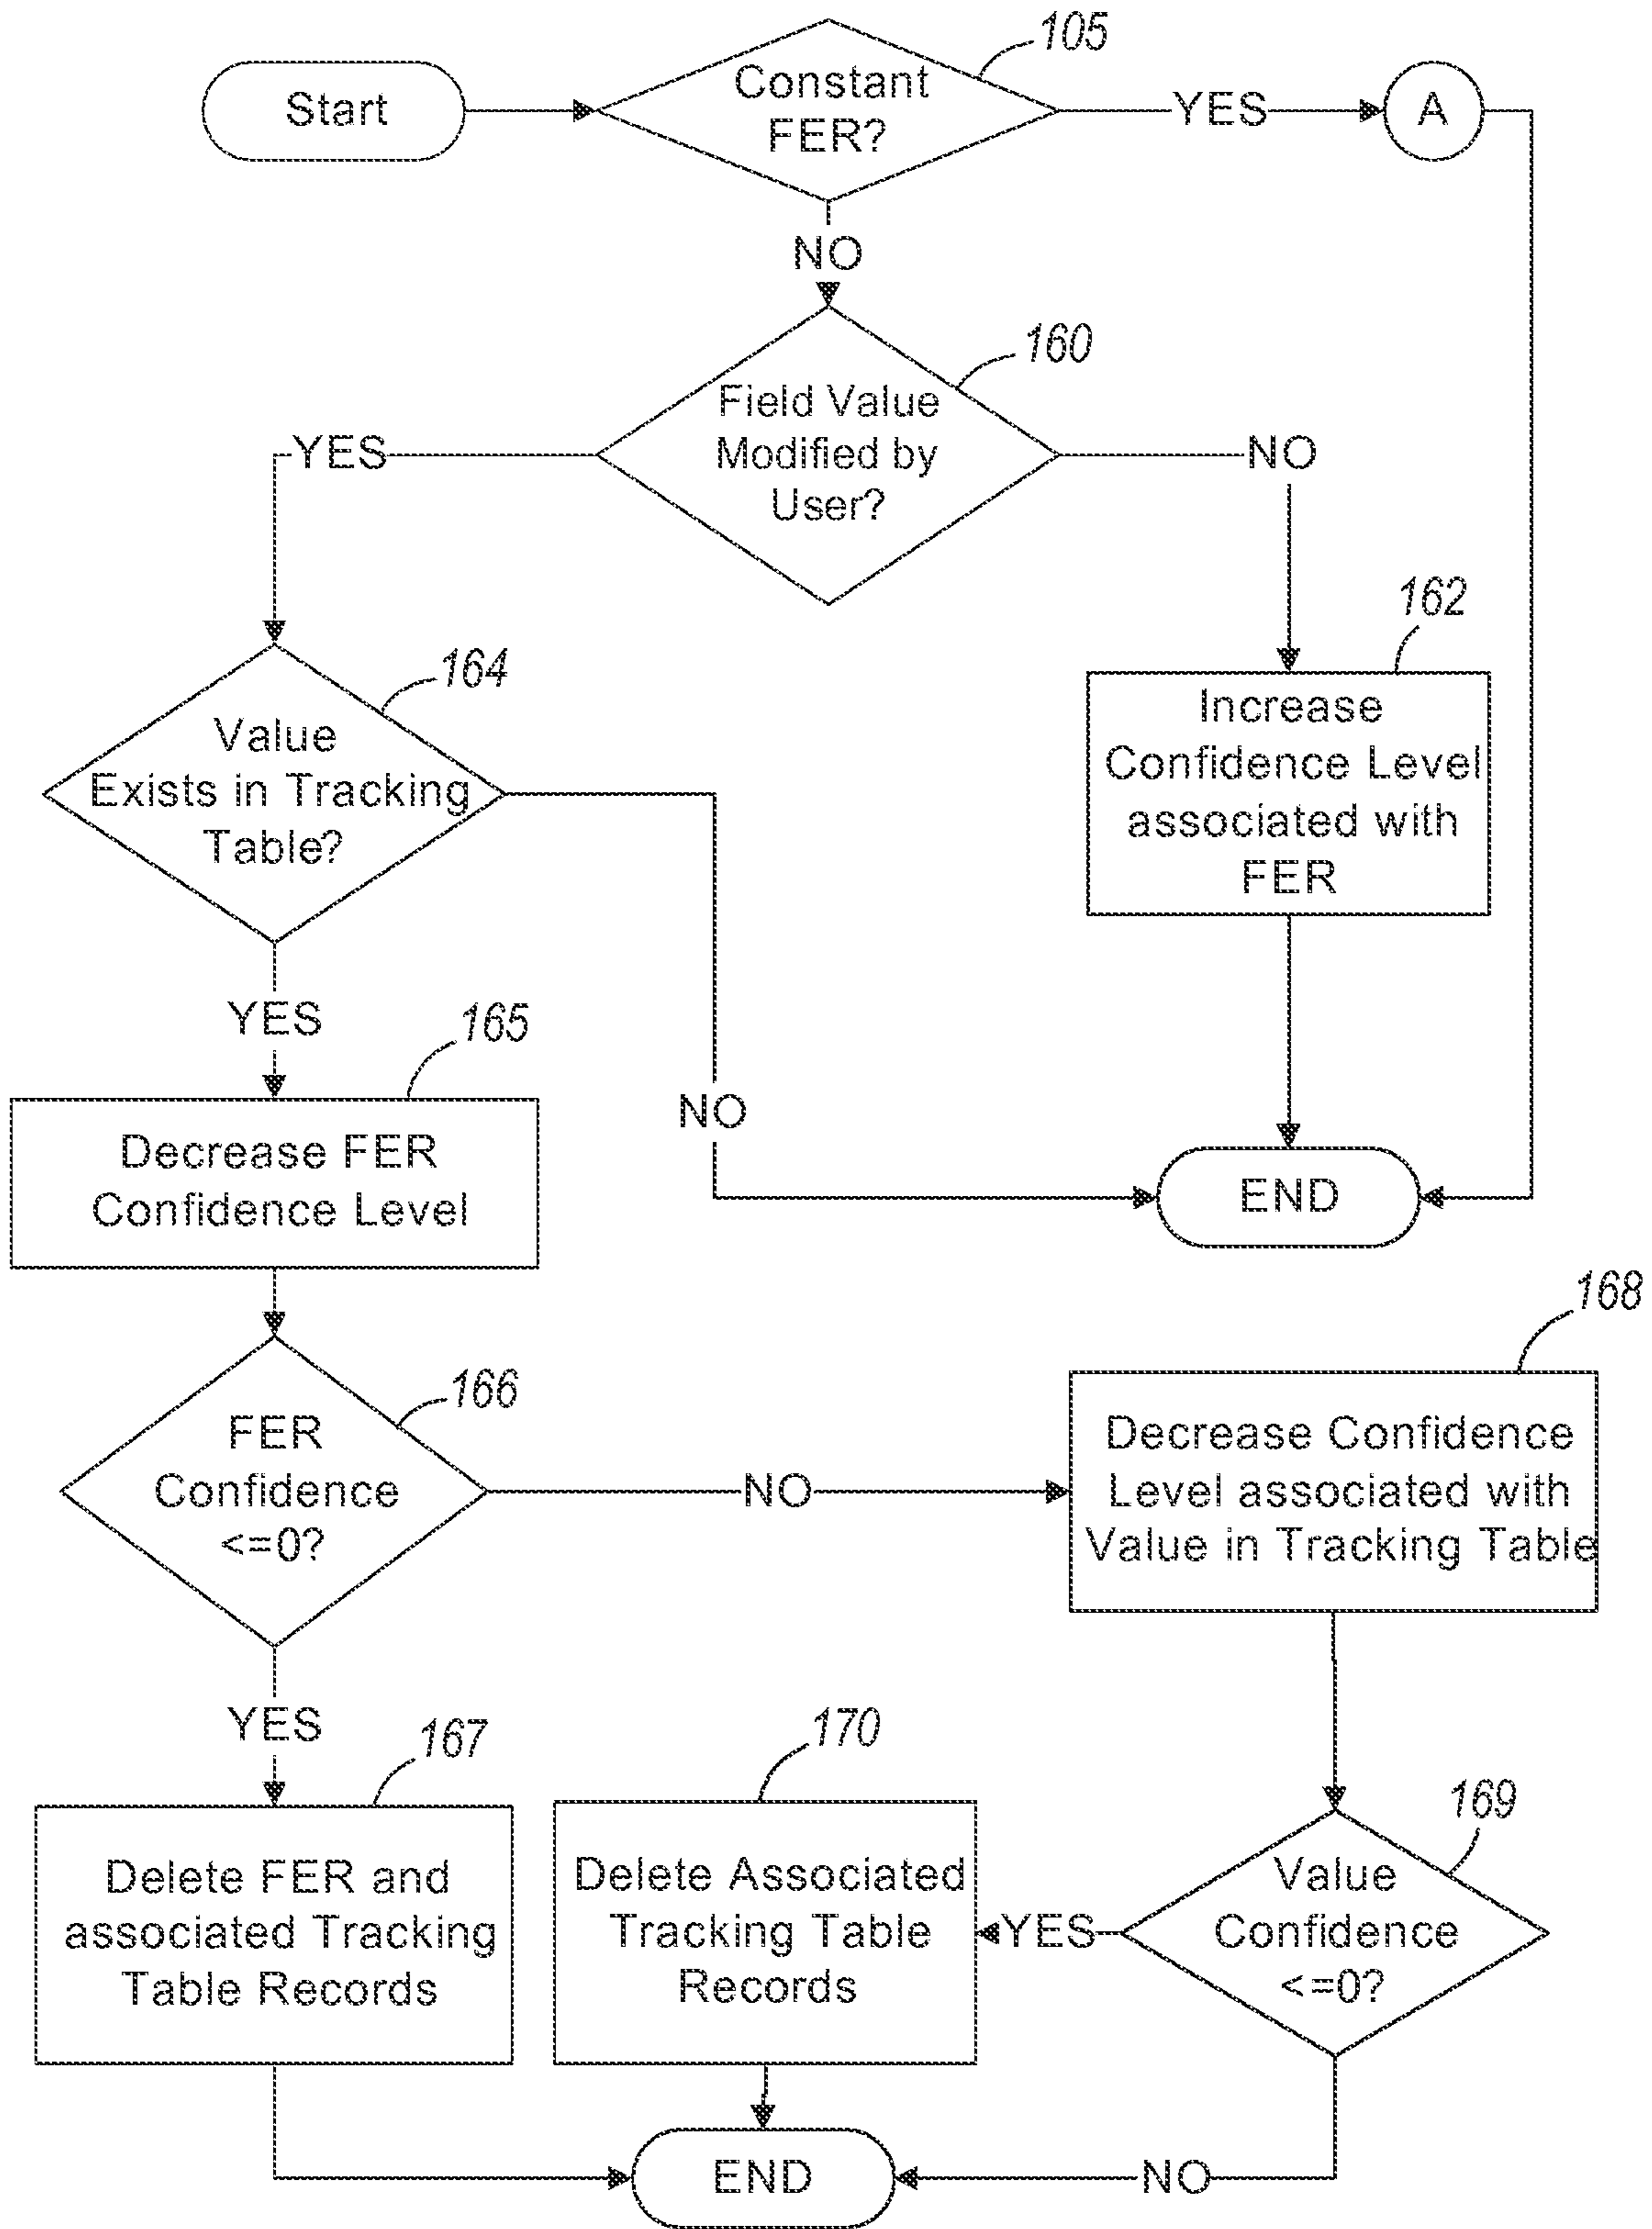 105
Start
Constant
FER?
YES
A
NO
160
Field Value
Modified by
User?
YES
NO
162
164
Value
Exists in Tracking
Table?
Increase
Confidence Level
associated with
FER
YES
165
NO
Decrease FER
Confidence Level
END
168
166
FER
Confidence
<=0?
NO
Decrease Confidence
Level associated with
Value in Tracking Table
YES
167
170
169
Delete FER and
associated Tracking
Table Records
Delete Associated
Tracking Table
Records
YES
Value
Confidence
<=0?
END
NO